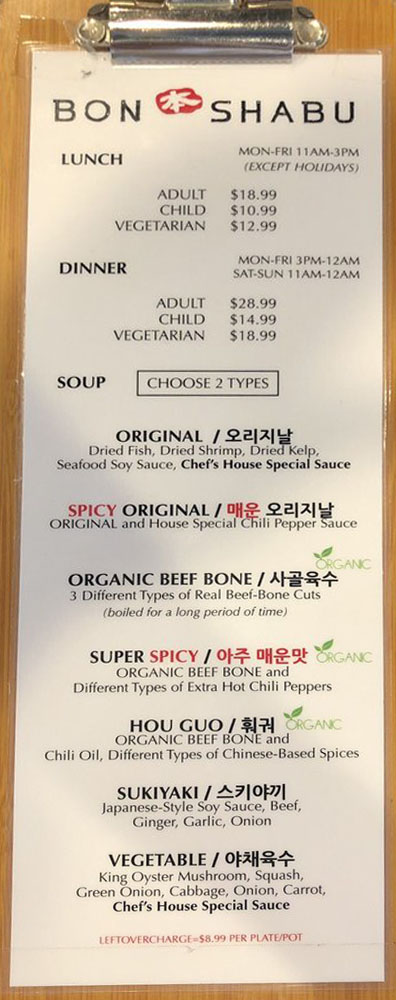 BON 本 SHABU
LUNCH
MON-FRI 11AM-3PM
(EXCEPT HOLIDAYS)
ADULT $18.99
CHILD $10.99
VEGETARIAN $12.99
DINNER
MON-FRI 3PM-12AM
SAT-SUN 11AM-12AM
ADULT $28.99
CHILD $14.99
VEGETARIAN $18.99
SOUP CHOOSE 2 TYPES
ORIGINAL / 오리지날
Dried Fish, Dried Shrimp, Dried Kelp,
Seafood Soy Sauce, Chef's House Special Sauce
SPICY ORIGINAL / 매운 오리지날
ORIGINAL and House Special Chili Pepper Sauce
ORGANIC
ORGANIC BEEF BONE / 사골육수
3 Different Types of Real Beef-Bone Cuts
(boiled for a long period of time)
SUPER SPICY / 아주 매운맛 ORGANIC
ORGANIC BEEF BONE and
Different Types of Extra Hot Chili Peppers
HOU GUO / 훠궈 ORGANIC
ORGANIC BEEF BONE and
Chili Oil, Different Types of Chinese-Based Spices
SUKIYAKI / 스키야끼
Japanese-Style Soy Sauce, Beef,
Ginger, Garlic, Onion
VEGETABLE / 야채육수
King Oyster Mushroom, Squash,
Green Onion, Cabbage, Onion, Carrot,
Chef's House Special Sauce
LEFTOVERCHARGE=$8.99 PER PLATE/POT